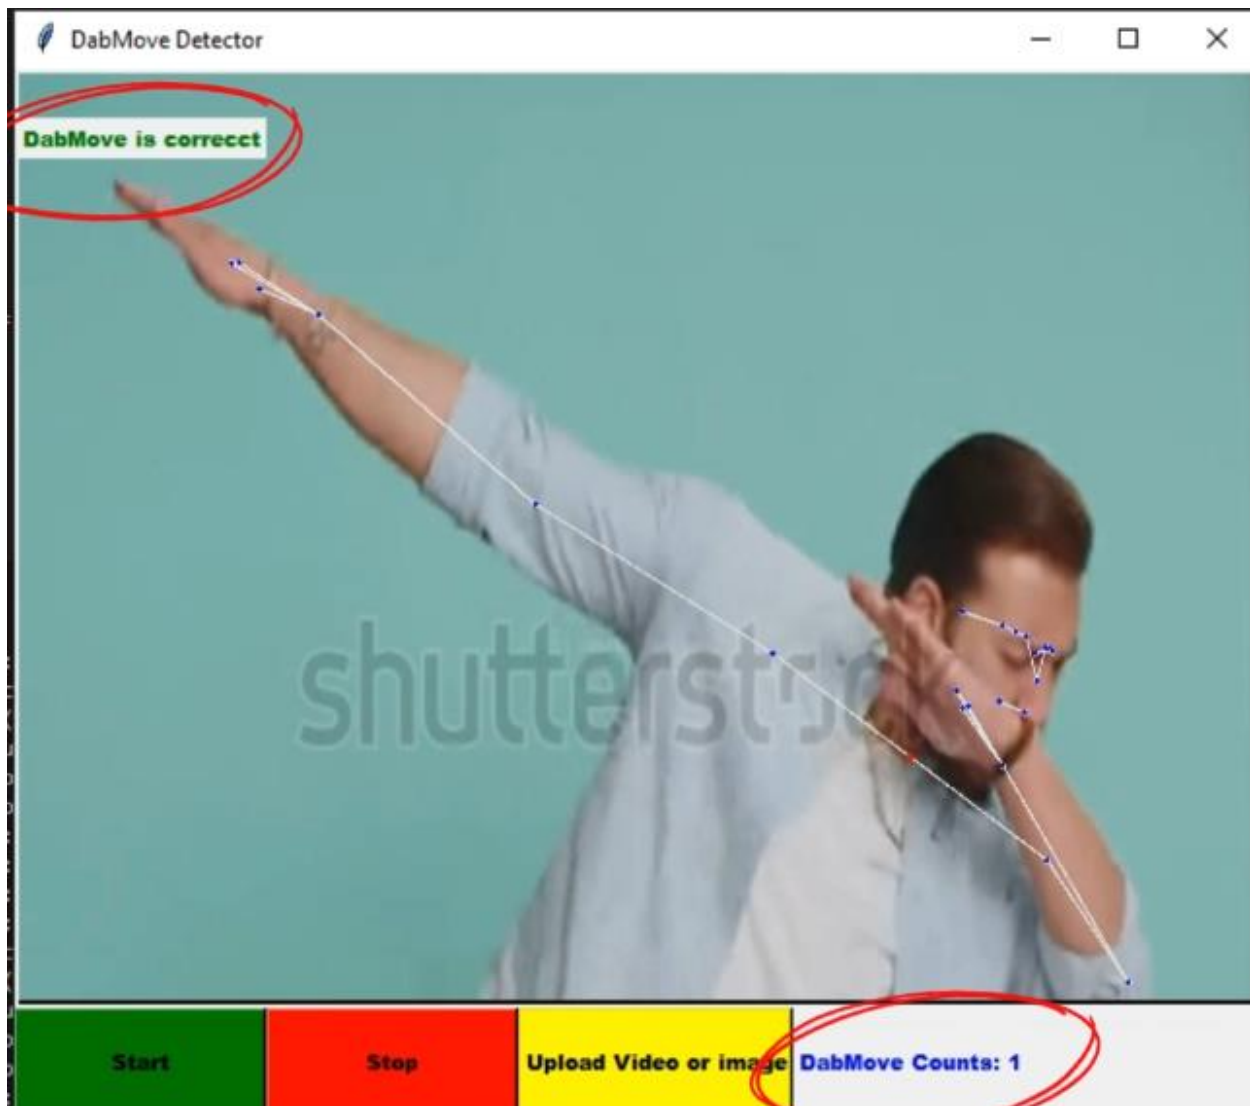 DabMove Detector
DabMove is correcct
shutterst
Start
Stop
Upload Video or image
DabMove Counts: 1